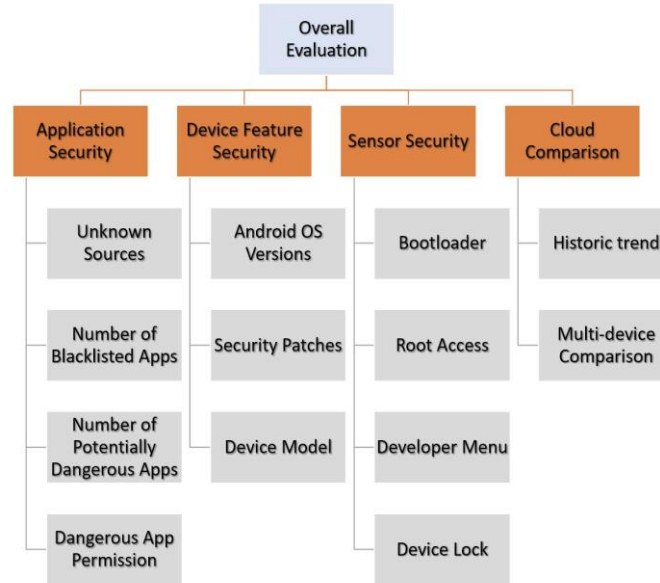 Overall
Evaluation
Application
Security
Device Feature
Security
Sensor Security
Cloud
Comparison
Unknown
Sources
Android OS
Versions
Bootloader
Historic trend
Number of
Blacklisted Apps
Security Patches
Root Access
Multi-device
Comparison
Number of
Potentially
Dangerous Apps
Device Model
Developer Menu
Dangerous App
Permission
Device Lock